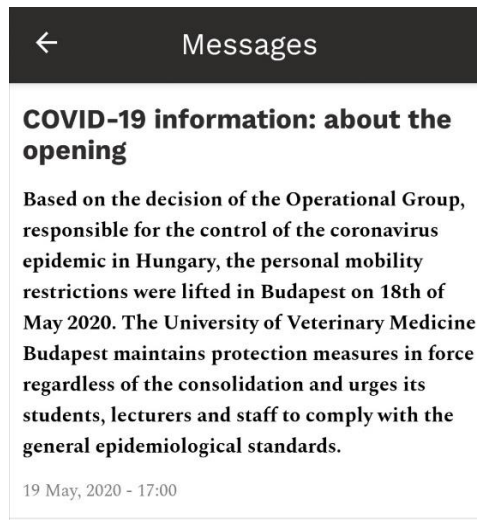 Messages
COVID-19 information: about the
opening
Based on the decision of the Operational Group,
responsible for the control of the coronavirus
epidemic in Hungary, the personal mobility
restrictions were lifted in Budapest on 18th of
May 2020. The University of Veterinary Medicine
Budapest maintains protection measures in force
regardless of the consolidation and urges its
students, lecturers and staff to comply with the
general epidemiological standards.
19 May, 2020 - 17:00